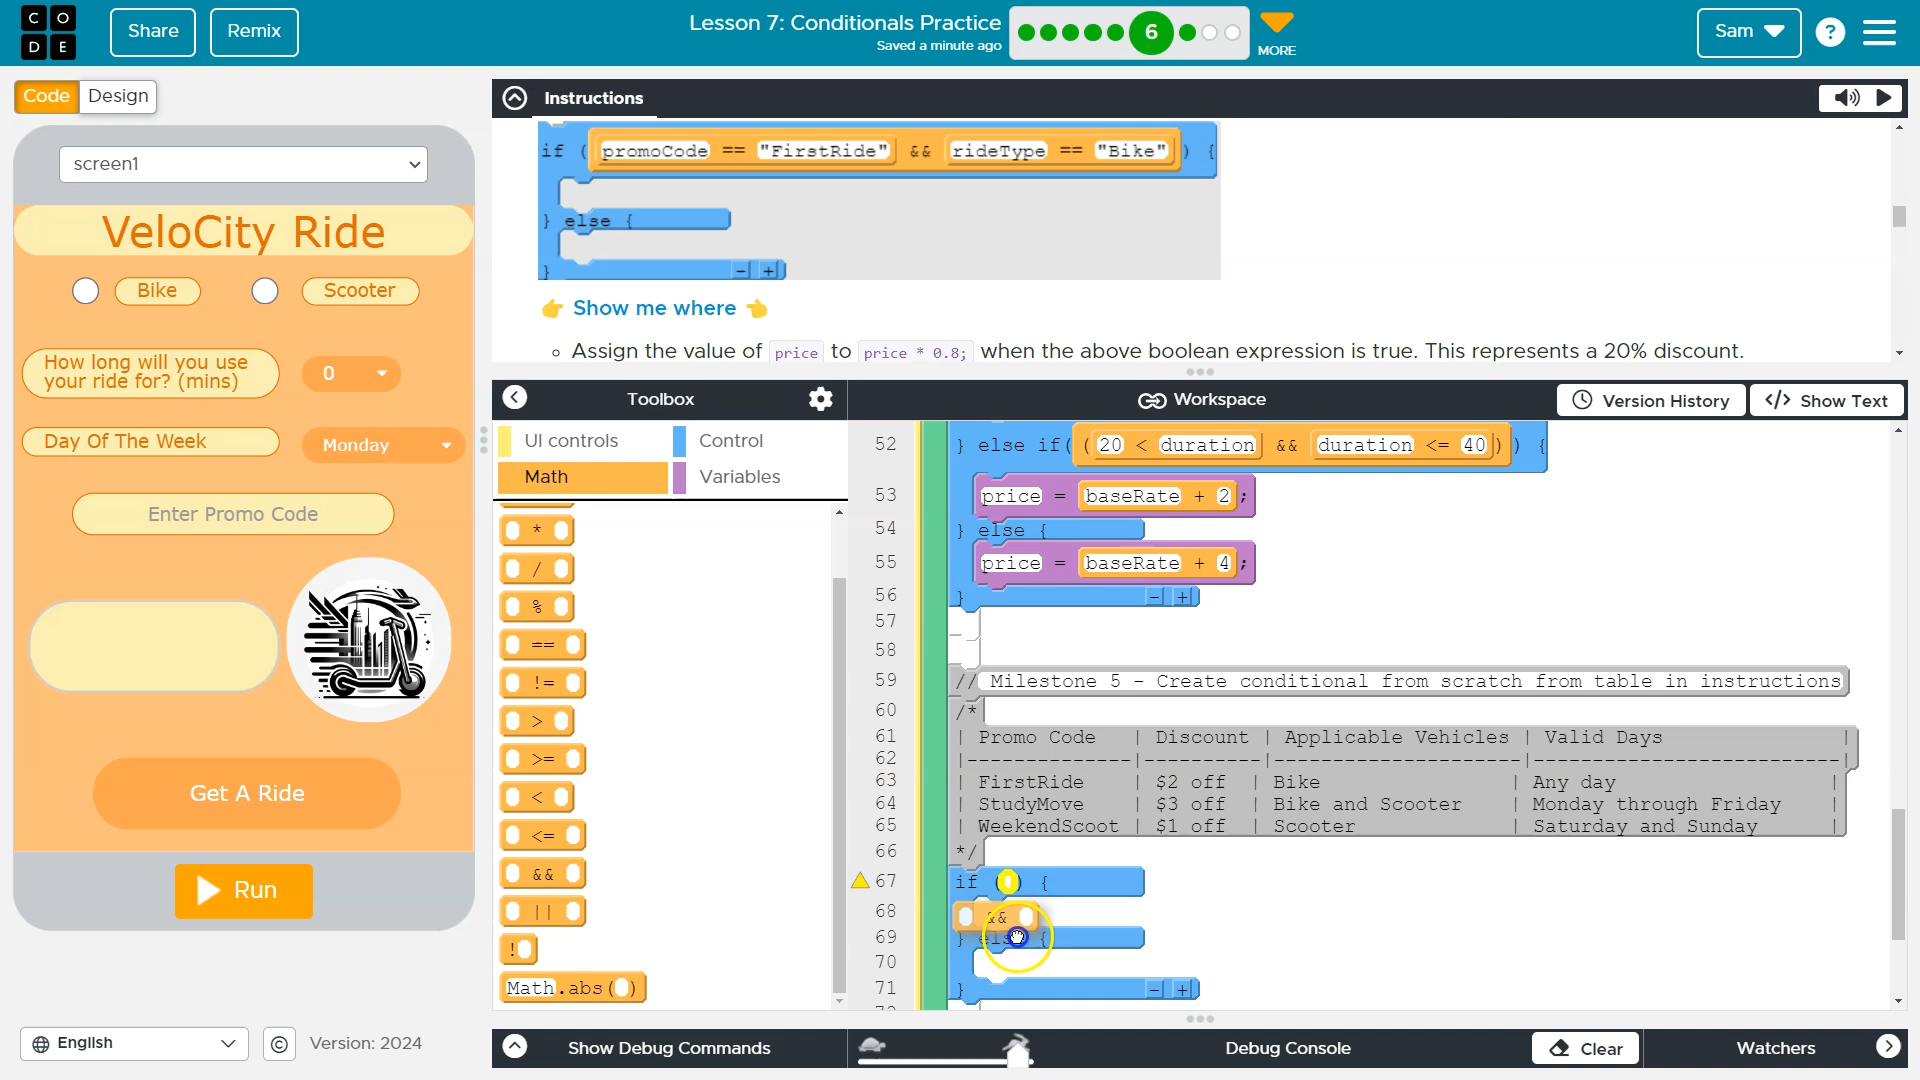 CO
DE
Share
Remix
Lesson 7: Conditionals Practice
Saved a minute ago
6
MORE
Sam
?
Code
Design
screen1
VeloCity Ride
Bike
Scooter
How long will you use
your ride for? (mins)
0
Day Of The Week
Monday
Enter Promo Code
Get A Ride
Run
English
©
Version: 2024
Instructions
if ( promoCode == "FirstRide" && rideType == "Bike" ) {
} else {
} - +
👉 Show me where 👈
Assign the value of price to price * 0.8; when the above boolean expression is true. This represents a 20% discount.
Toolbox
Workspace
Version History
</> Show Text
UI controls
Control
Math
Variables
*
/
%
==
!=
>
>=
<
<=
&&
||
!
Math.abs( )
52 } else if( ( 20 < duration && duration <= 40 ) ) {
53 price = baseRate + 2 ;
54 } else {
55 price = baseRate + 4 ;
56 } - +
57
58
59 // Milestone 5 - Create conditional from scratch from table in instructions
60 /*
61 | Promo Code | Discount | Applicable Vehicles | Valid Days |
62 |--------------|----------|---------------------|-------------------------|
63 | FirstRide | $2 off | Bike | Any day |
64 | StudyMove | $3 off | Bike and Scooter | Monday through Friday |
65 | WeekendScoot | $1 off | Scooter | Saturday and Sunday |
66 */
67 if ( ) {
68 &&
69 } else {
70
71 } - +
Show Debug Commands
Debug Console
Clear
Watchers